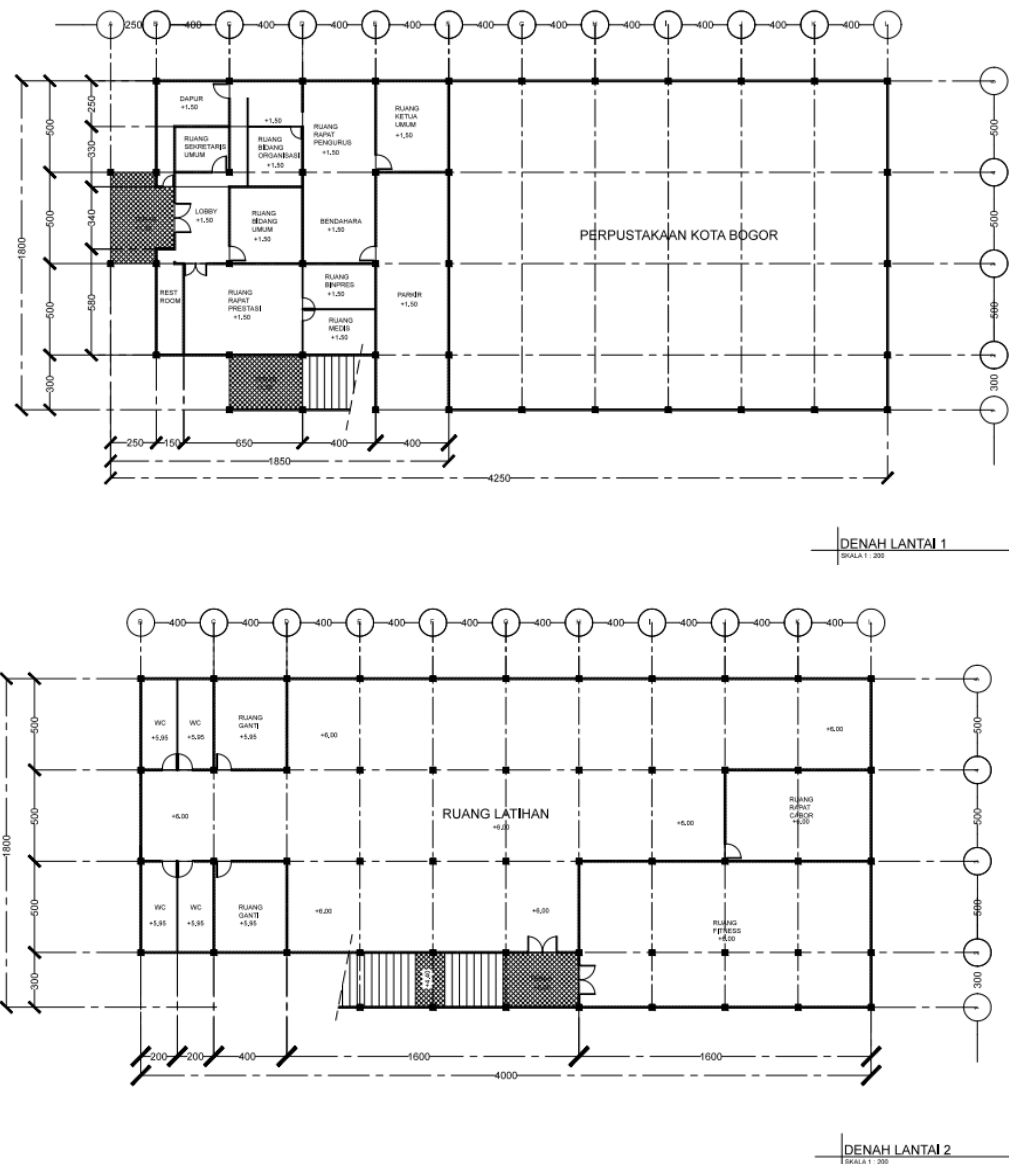 250 400 400 400 400 400 400 400 400 400
DAPUR
+1.50
RUANG
SEKRETARIS
UMUM
+1.50
RUANG
BIDANG
ORGANISASI
+1.50
RUANG
RAPAT
PENGURUS
+1.50
RUANG
KETUA
UMUM
+1.50
LOBBY
+1.50
RUANG
BIDANG
UMUM
+1.50
BENDAHARA
+1.50
PERPUSTAKAAN KOTA BOGOR
REST
ROOM
RUANG
RAPAT
PRESTASI
+1.50
RUANG
BINPRES
+1.50
RUANG
MEDIS
+1.50
PARKIR
+1.50
1800
500
500
500
300
250
330
340
580
500
500
500
300
250 150 650 400 400
1850
4250
DENAH LANTAI 1
SKALA 1 : 200
400 400 400 400 400 400 400 400 400 400
WC
+5.95
WC
+5.95
RUANG
GANTI
+5.95
+6.00
+6.00
+6.00
RUANG LATIHAN
+6.00
+6.00
RUANG
RAPAT
CABOR
+6.00
WC
+5.95
WC
+5.95
RUANG
GANTI
+5.95
+6.00
+6.00
RUANG
FITNESS
+6.00
1800
500
500
500
300
500
500
500
300
200 200 400 1600 1600
4000
DENAH LANTAI 2
SKALA 1 : 200